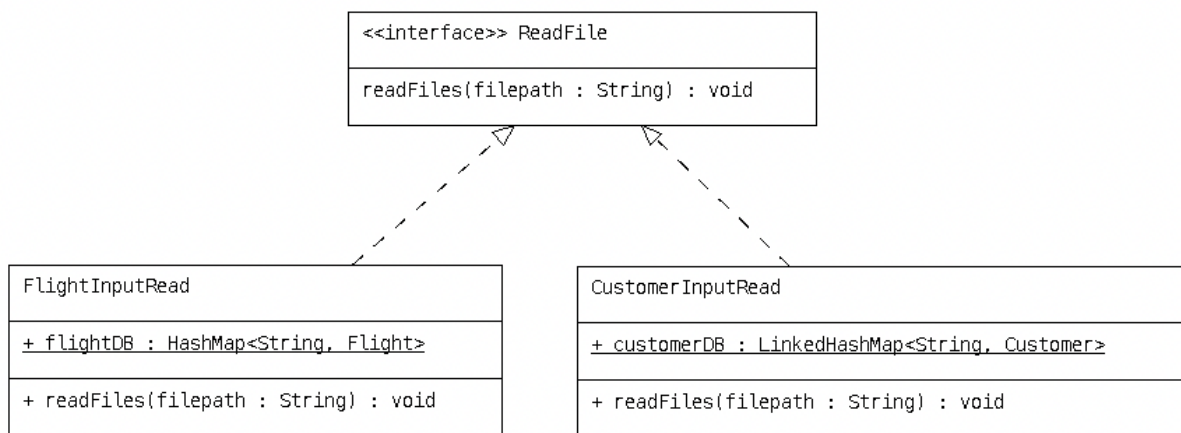 <<interface>> ReadFile
readFiles(filepath : String) : void
FlightInputRead
+ flightDB : HashMap<String, Flight>
+ readFiles(filepath : String) : void
CustomerInputRead
+ customerDB : LinkedHashMap<String, Customer>
+ readFiles(filepath : String) : void